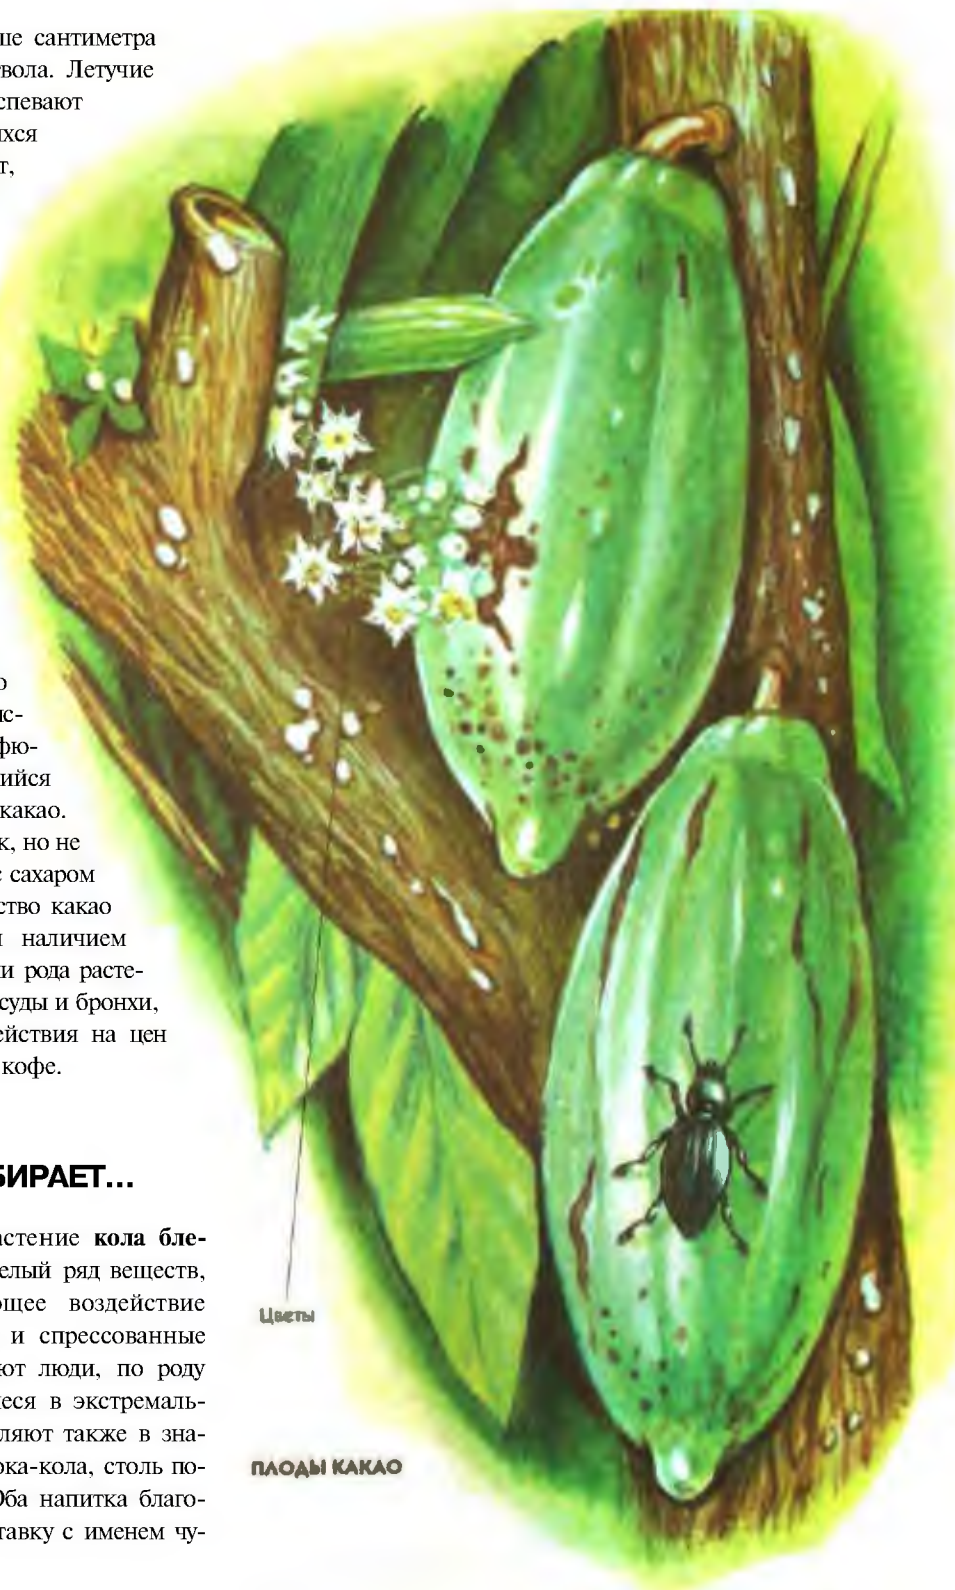 ше сантиметра
вола. Летучие
спевают
ихся
т,
о
ис-
фю-
ийся
какао.
к, но не
с сахаром
ство какао
и наличием
и рода расте-
суды и бронхи,
ействия на цен
кофе.
БИРАЕТ...
астение кола бле-
елый ряд веществ,
ющее воздействие
и спрессованные
ют люди, по роду
еся в экстремаль-
ляют также в зна-
ока-кола, столь по-
Оба напитка благо-
тавку с именем чу-
Цветы
ПЛОДЫ КАКАО